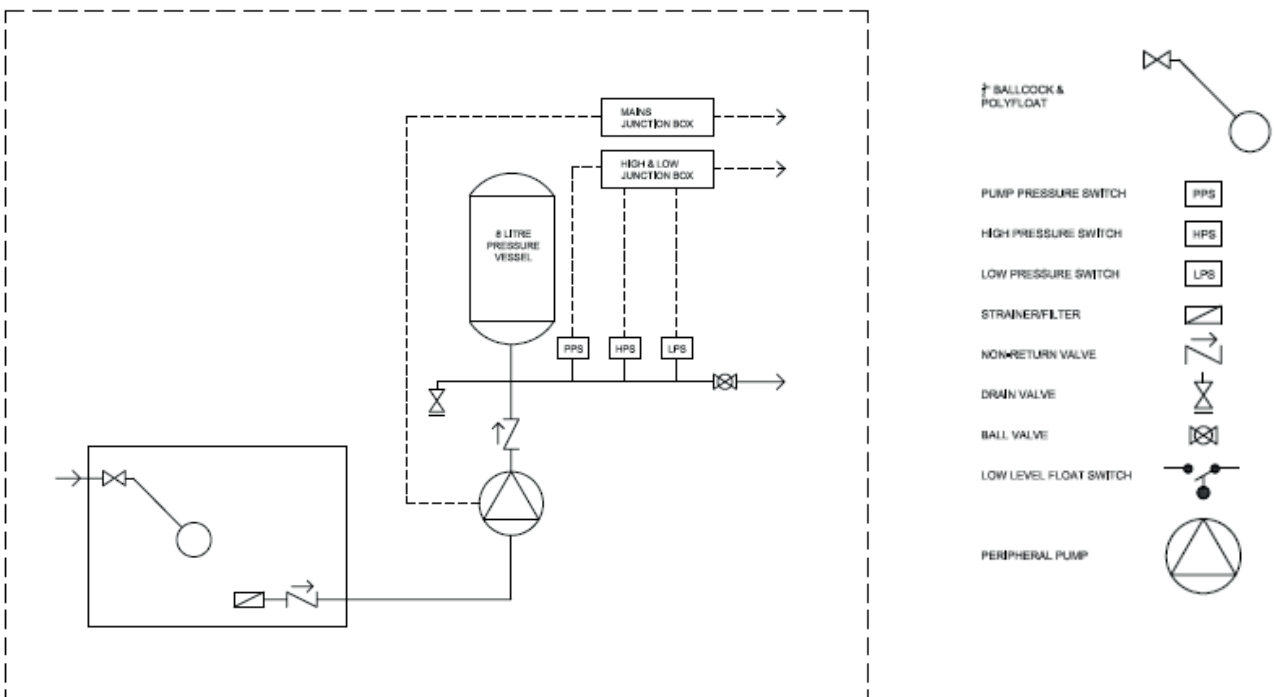 MAINS
JUNCTION BOX
HIGH & LOW
JUNCTION BOX
8 LITRE
PRESSURE
VESSEL
PPS
HPS
LPS
BALLCOCK &
POLYFLOAT
PUMP PRESSURE SWITCH
PPS
HIGH PRESSURE SWITCH
HPS
LOW PRESSURE SWITCH
LPS
STRAINER/FILTER
NON-RETURN VALVE
DRAIN VALVE
BALL VALVE
LOW LEVEL FLOAT SWITCH
PERIPHERAL PUMP